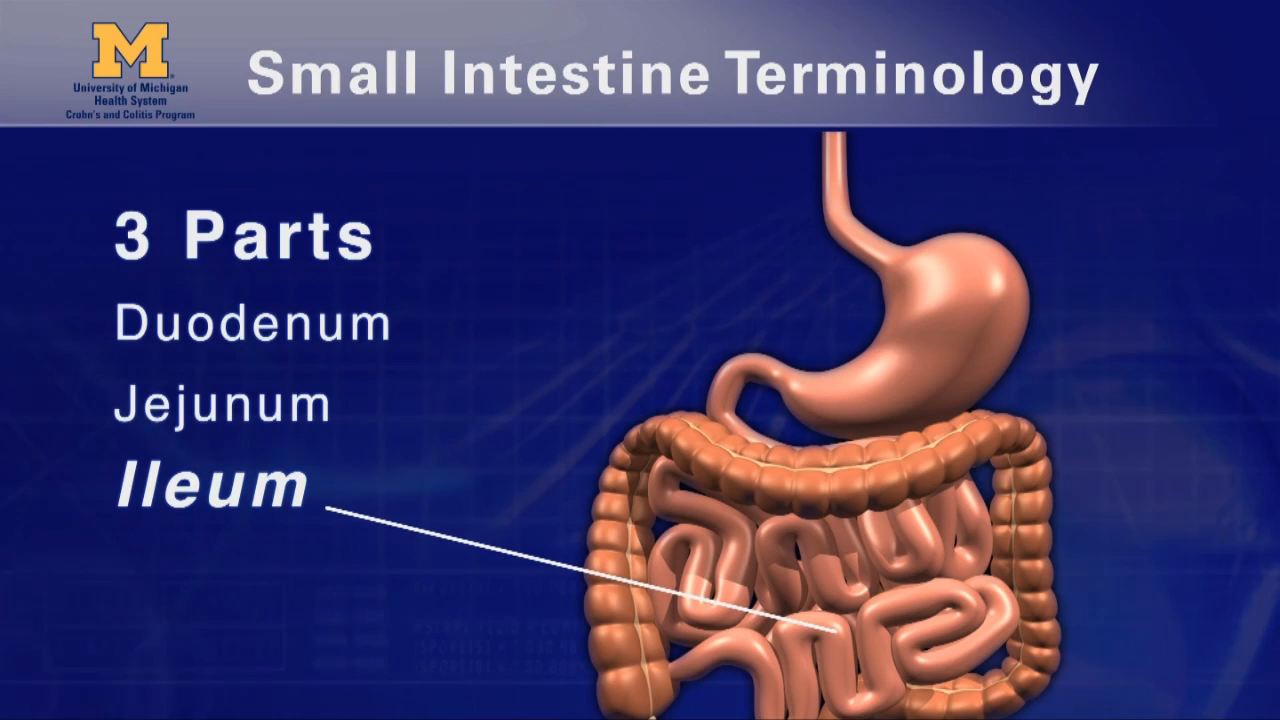 M
University of Michigan
Health System
Crohn's and Colitis Program
Small Intestine Terminology
3 Parts
Duodenum
Jejunum
Ileum